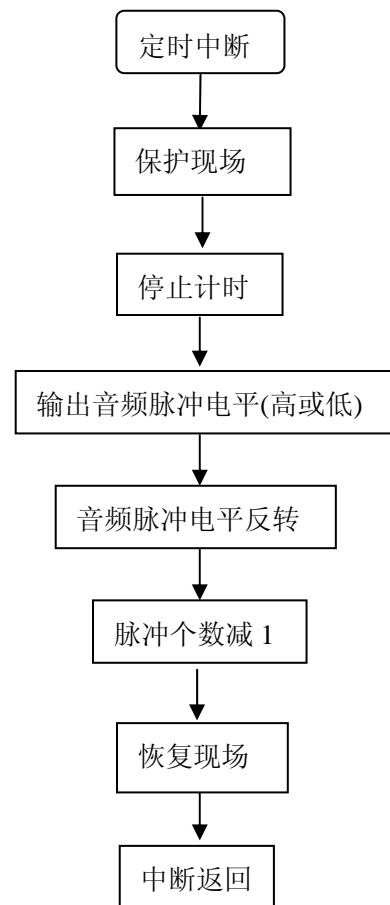 定时中断
保护现场
停止计时
输出音频脉冲电平(高或低)
音频脉冲电平反转
脉冲个数减 1
恢复现场
中断返回